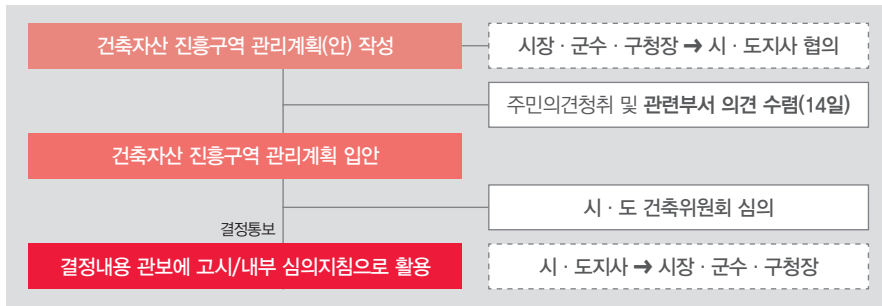 건축자산 진흥구역 관리계획(안) 작성
시장 · 군수 · 구청장 ➜ 시 · 도지사 협의
주민의견청취 및 관련부서 의견 수렴(14일)
건축자산 진흥구역 관리계획 입안
시 · 도 건축위원회 심의
결정통보
결정내용 관보에 고시/내부 심의지침으로 활용
시 · 도지사 ➜ 시장 · 군수 · 구청장